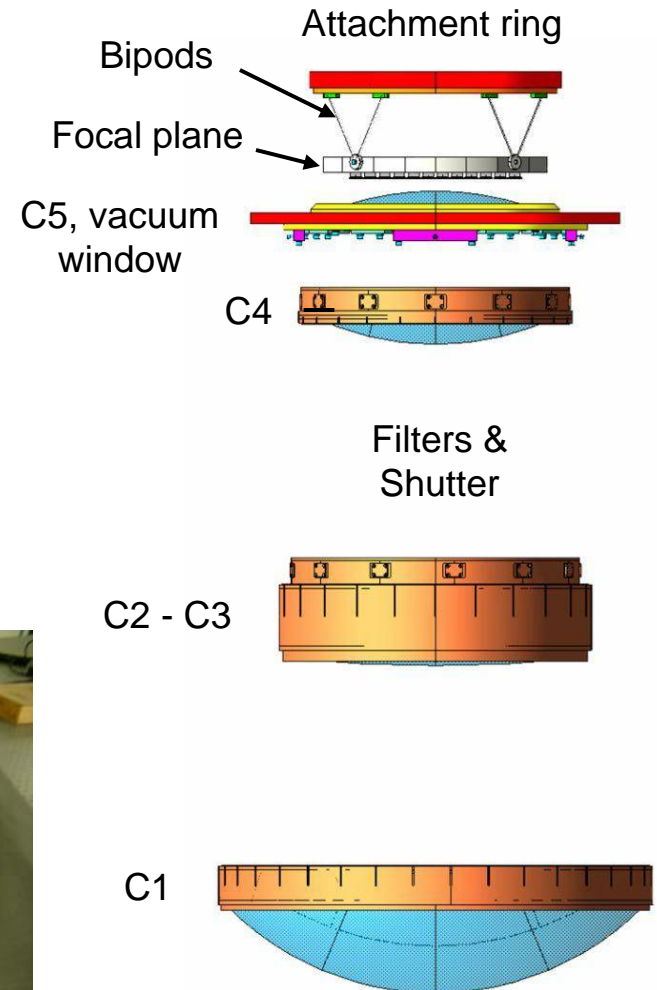 Attachment ring
Bipods
Focal plane
C5, vacuum
window
C4
Filters &
Shutter
C2 - C3
C1